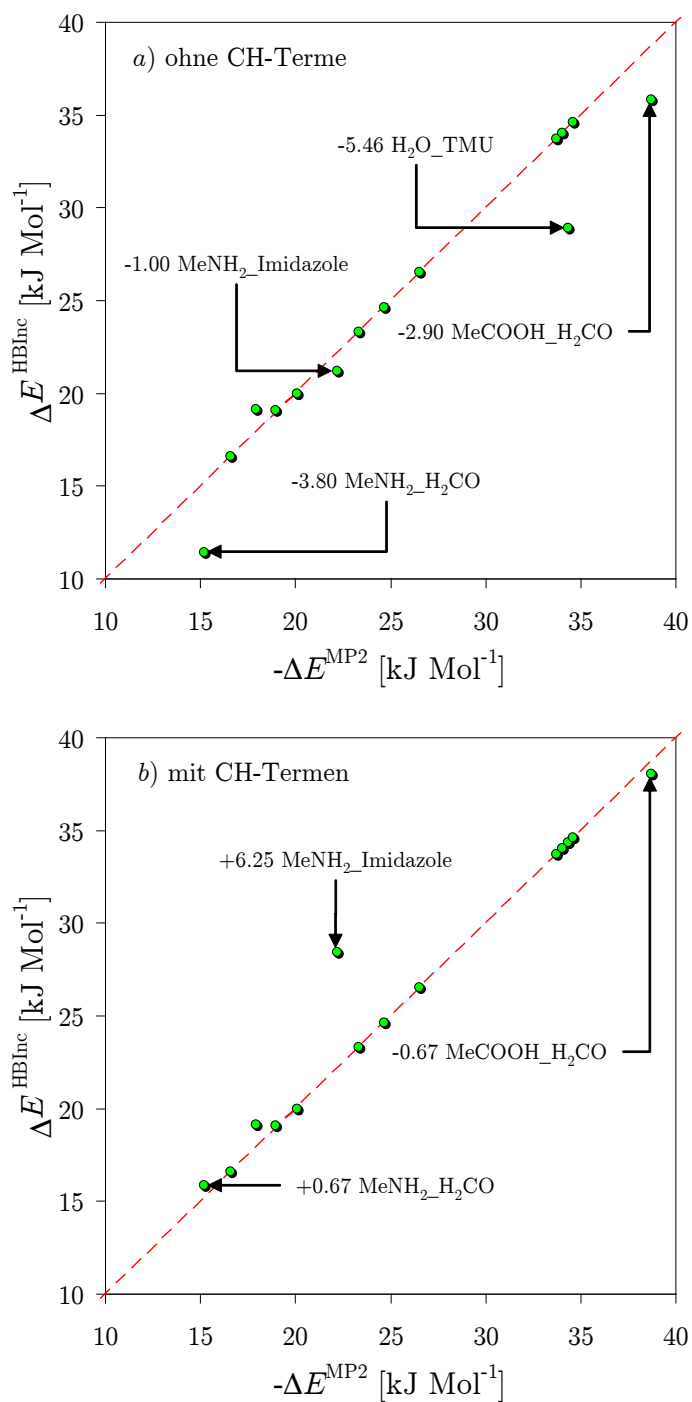 a) ohne CH-Terme
40
35
30
25
20
15
10
ΔE^HBInc [kJ Mol⁻¹]
-5.46 H₂O_TMU
-1.00 MeNH₂_Imidazole
-2.90 MeCOOH_H₂CO
-3.80 MeNH₂_H₂CO
10 15 20 25 30 35 40
-ΔE^MP2 [kJ Mol⁻¹]
b) mit CH-Termen
40
35
30
25
20
15
10
ΔE^HBInc [kJ Mol⁻¹]
+6.25 MeNH₂_Imidazole
-0.67 MeCOOH_H₂CO
+0.67 MeNH₂_H₂CO
10 15 20 25 30 35 40
-ΔE^MP2 [kJ Mol⁻¹]